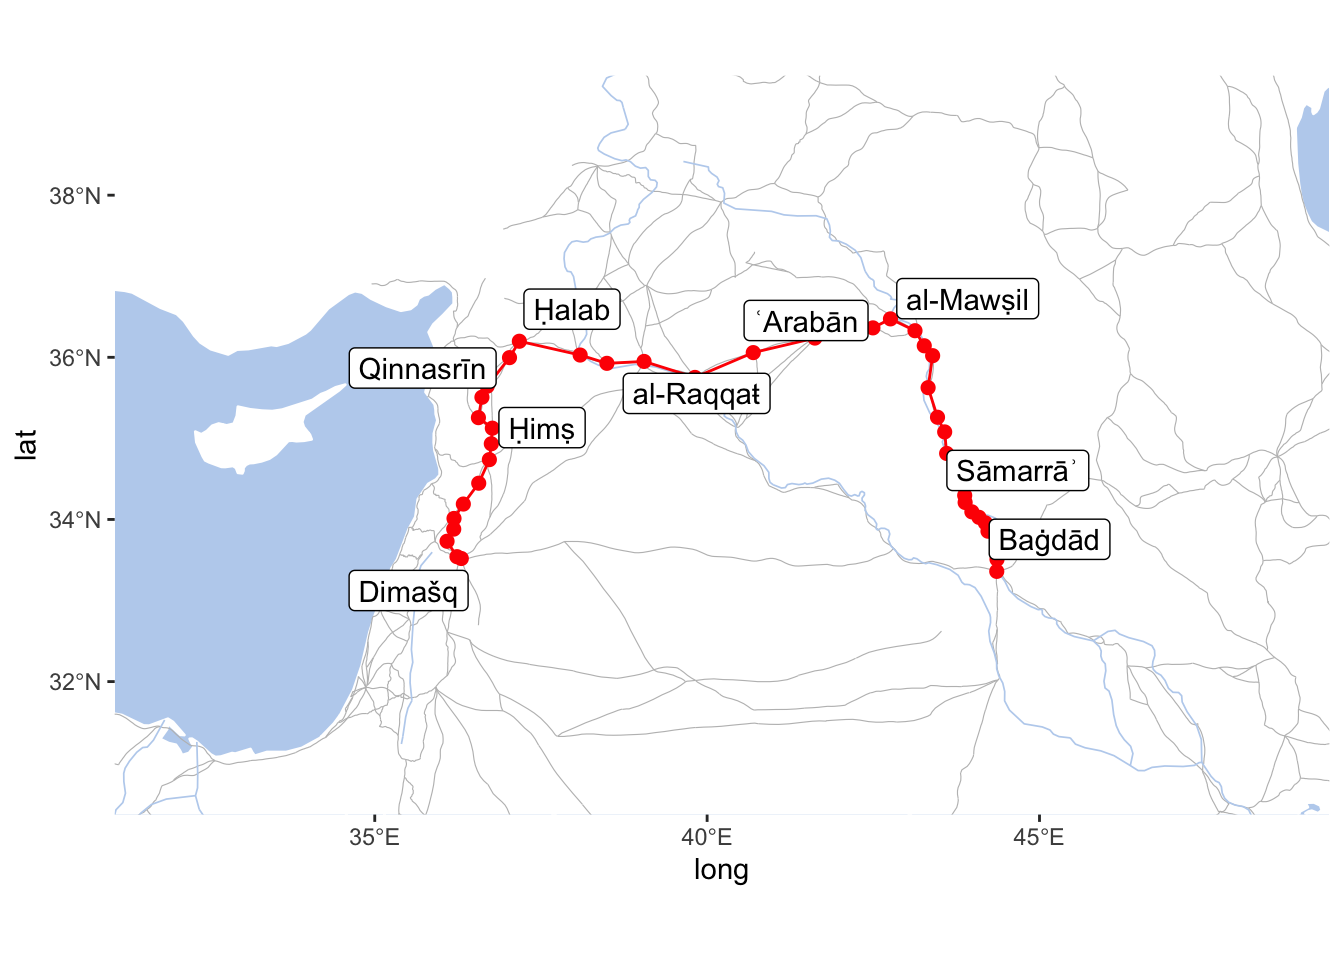 38°N
al-Mawṣil
Ḥalab
ʿArabān
36°N
Qinnasrīn
al-Raqqaŧ
Ḥimṣ
lat
Sāmarrāʾ
34°N
Baġdād
Dimašq
32°N
35°E
40°E
45°E
long